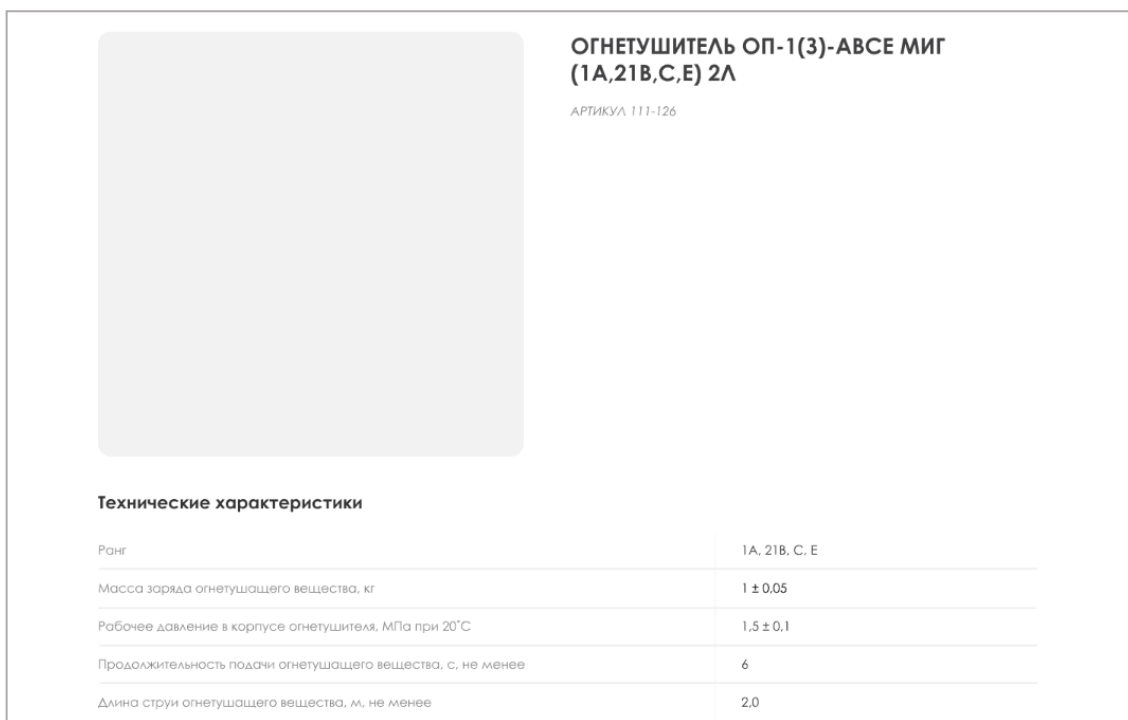 ОГНЕТУШИТЕЛЬ ОП-1(3)-АВСЕ МИГ
(1А,21В,С,Е) 2Л
АРТИКУЛ 111-126
Технические характеристики
Ранг
1А, 21В, С, Е
Масса заряда огнетушащего вещества, кг
1 ± 0,05
Рабочее давление в корпусе огнетушителя, МПа при 20˚С
1,5 ± 0,1
Продолжительность подачи огнетушащего вещества, с, не менее
6
Длина струи огнетушащего вещества, м, не менее
2,0